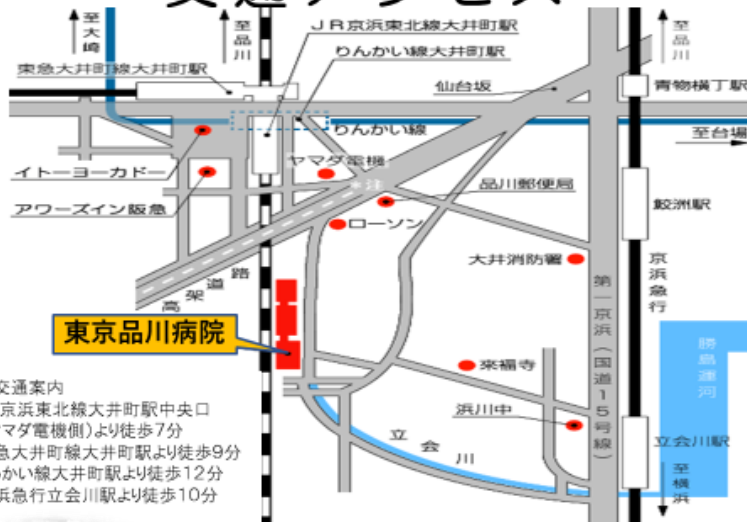 交通アクセス
至大崎
至品川
JR京浜東北線大井町駅
りんかい線大井町駅
至品川
東急大井町線大井町駅
仙台坂
青物横丁駅
りんかい線
至台場
イトーヨーカドー
ヤマダ電機
＊注
品川郵便局
アワーズイン阪急
ローソン
鮫洲駅
大井消防署
高架道路
第一京浜（国道15号線）
京浜急行
東京品川病院
勝島運河
来福寺
浜川中
立会川
立会川駅
至横浜
交通案内
京浜東北線大井町駅中央口
マダ電機側）より徒歩7分
急大井町線大井町駅より徒歩9分
かい線大井町駅より徒歩12分
浜急行立会川駅より徒歩10分